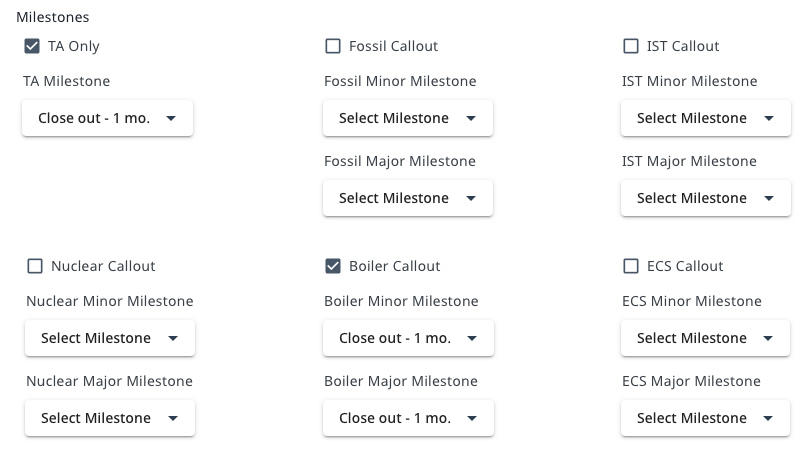 Milestones
TA Only
Fossil Callout
IST Callout
TA Milestone
Fossil Minor Milestone
IST Minor Milestone
Close out - 1 mo.
Select Milestone
Select Milestone
Fossil Major Milestone
IST Major Milestone
Select Milestone
Select Milestone
Nuclear Callout
Boiler Callout
ECS Callout
Nuclear Minor Milestone
Boiler Minor Milestone
ECS Minor Milestone
Select Milestone
Close out - 1 mo.
Select Milestone
Nuclear Major Milestone
Boiler Major Milestone
ECS Major Milestone
Select Milestone
Close out - 1 mo.
Select Milestone